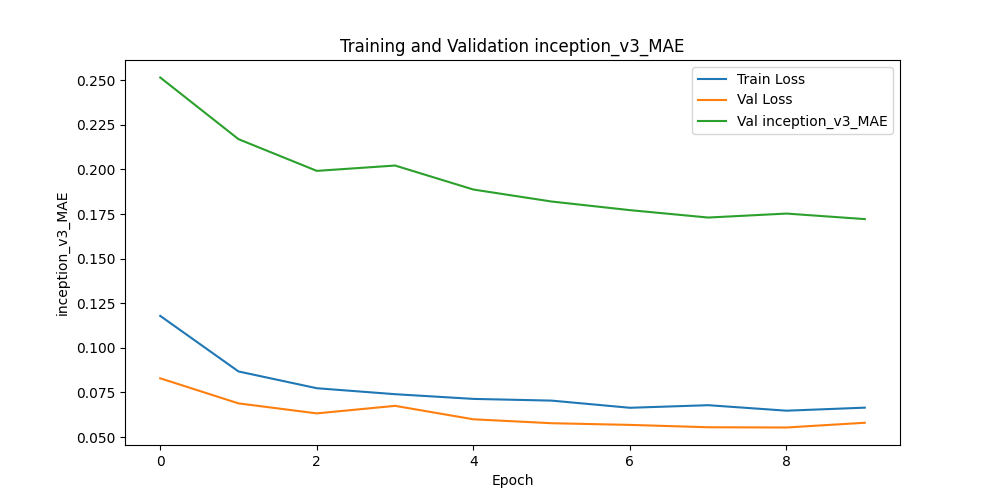 Training and Validation inception_v3_MAE
Train Loss
Val Loss
Val inception_v3_MAE
inception_v3_MAE
0.250
0.225
0.200
0.175
0.150
0.125
0.100
0.075
0.050
0 2 4 6 8
Epoch